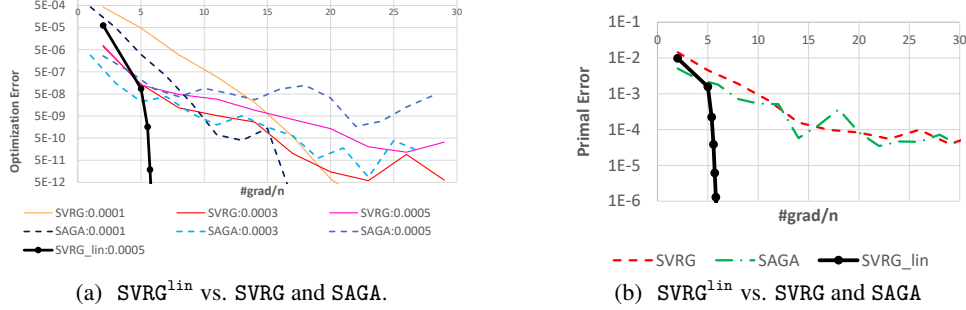 5E-04
5E-05
5E-06
5E-07
5E-08
5E-09
5E-10
5E-11
5E-12
0 5 10 15 20 25 30
Optimization Error
#grad/n
SVRG:0.0001 SVRG:0.0003 SVRG:0.0005
SAGA:0.0001 SAGA:0.0003 SAGA:0.0005
SVRG_lin:0.0005
(a) SVRG^lin vs. SVRG and SAGA.
1E-1
1E-2
1E-3
1E-4
1E-5
1E-6
0 5 10 15 20 25 30
Primal Error
#grad/n
SVRG SAGA SVRG_lin
(b) SVRG^lin vs. SVRG and SAGA